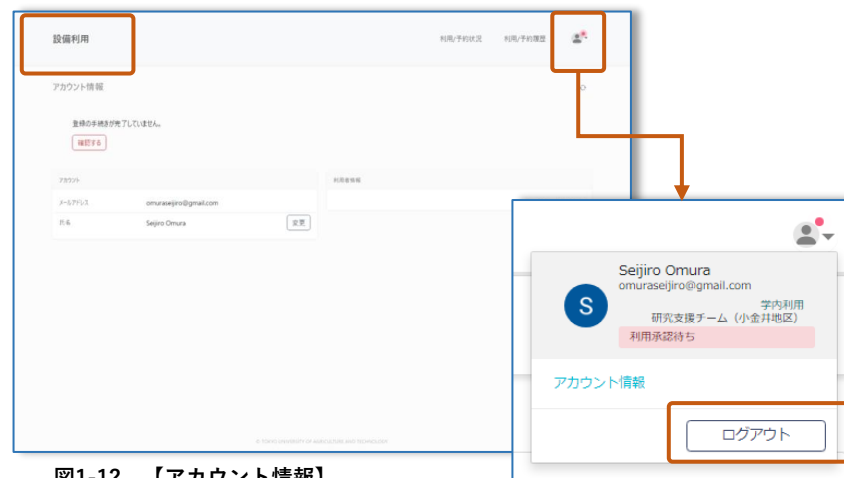 設備利用
利用/予約状況 利用/予約履歴
アカウント情報
登録の手続きが完了していません。
確認する
アカウント
利用者情報
メールアドレス omuraseijiro@gmail.com
氏名 Seijiro Omura 変更
© TOKYO UNIVERSITY OF AGRICULTURE AND TECHNOLOGY
S
Seijiro Omura
omuraseijiro@gmail.com
学内利用
研究支援チーム（小金井地区）
利用承認待ち
アカウント情報
ログアウト
図1-12 【アカウント情報】